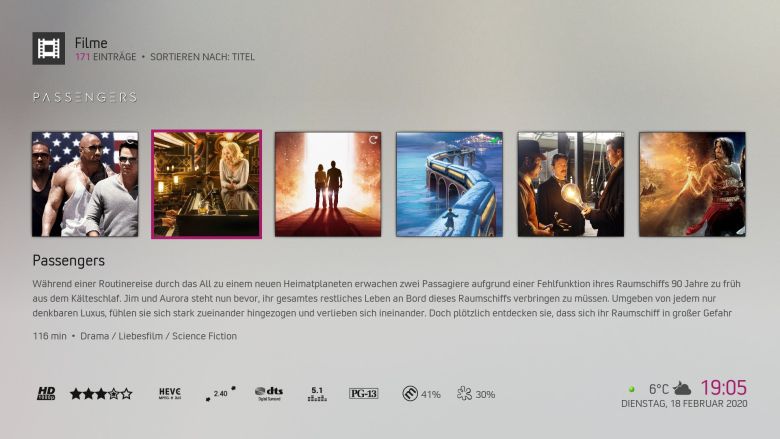 Filme
171 EINTRÄGE • SORTIEREN NACH: TITEL
PASSENGERS
Passengers
Während einer Routinereise durch das All zu einem neuen Heimatplaneten erwachen zwei Passagiere aufgrund einer Fehlfunktion ihres Raumschiffs 90 Jahre zu früh
aus dem Kälteschlaf. Jim und Aurora steht nun bevor, ihr gesamtes restliches Leben an Bord dieses Raumschiffs verbringen zu müssen. Umgeben von jedem nur
denkbaren Luxus, fühlen sie sich stark zueinander hingezogen und verlieben sich ineinander. Doch plötzlich entdecken sie, dass sich ihr Raumschiff in großer Gefahr
116 min • Drama / Liebesfilm / Science Fiction
HD 1080p HEVC 2.40 dts Digital Surround 5.1 PG-13 41% 30%
6°C 19:05
DIENSTAG, 18 FEBRUAR 2020